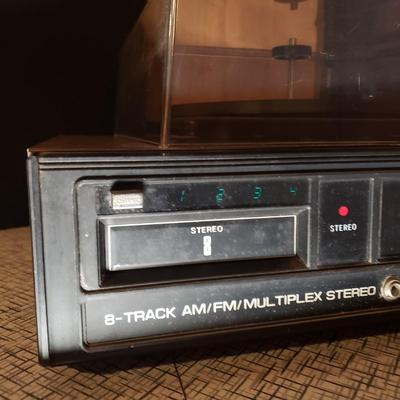 1 2 3 4
STEREO
8
STEREO
8-TRACK AM/FM/MULTIPLEX STEREO